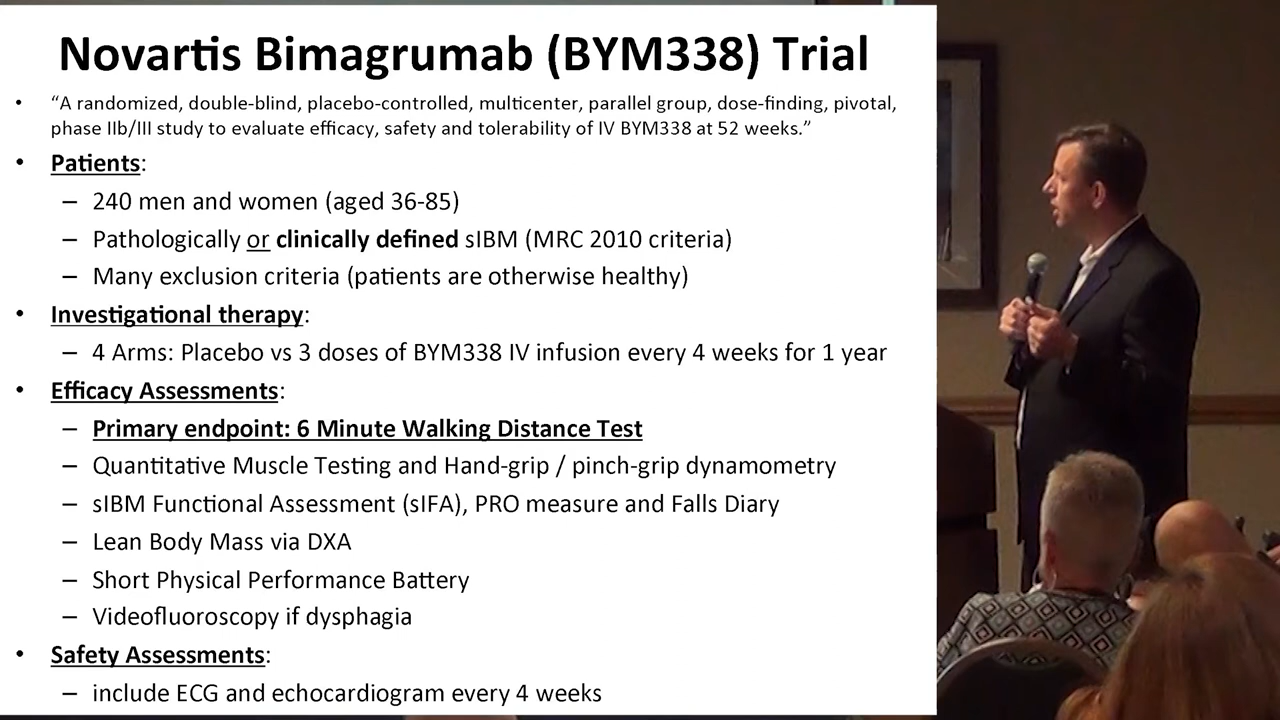 Novartis Bimagrumab (BYM338) Trial
• “A randomized, double-blind, placebo-controlled, multicenter, parallel group, dose-finding, pivotal,
phase IIb/III study to evaluate efficacy, safety and tolerability of IV BYM338 at 52 weeks.”
• Patients:
– 240 men and women (aged 36-85)
– Pathologically or clinically defined sIBM (MRC 2010 criteria)
– Many exclusion criteria (patients are otherwise healthy)
• Investigational therapy:
– 4 Arms: Placebo vs 3 doses of BYM338 IV infusion every 4 weeks for 1 year
• Efficacy Assessments:
– Primary endpoint: 6 Minute Walking Distance Test
– Quantitative Muscle Testing and Hand-grip / pinch-grip dynamometry
– sIBM Functional Assessment (sIFA), PRO measure and Falls Diary
– Lean Body Mass via DXA
– Short Physical Performance Battery
– Videofluoroscopy if dysphagia
• Safety Assessments:
– include ECG and echocardiogram every 4 weeks